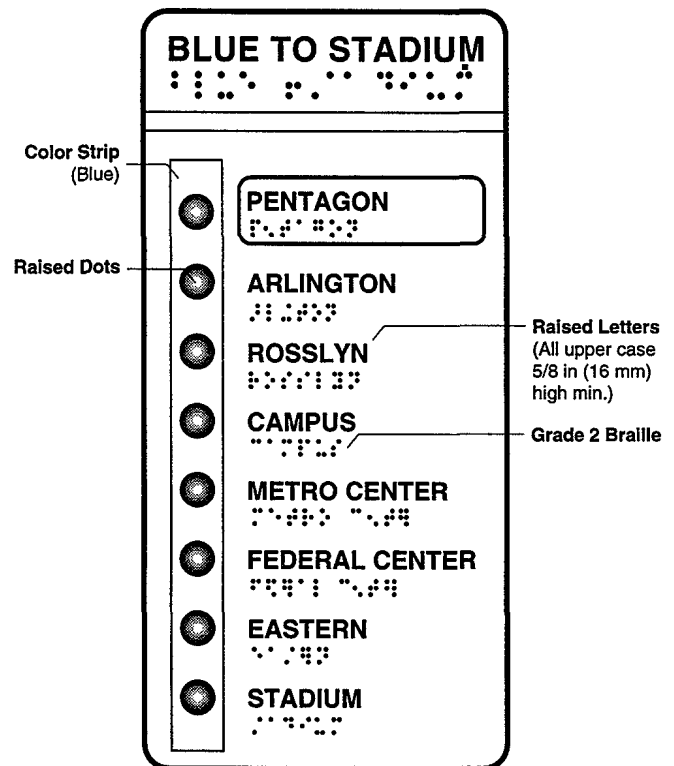 BLUE TO STADIUM
Color Strip
(Blue)
PENTAGON
Raised Dots
ARLINGTON
ROSSLYN
Raised Letters
(All upper case
5/8 in (16 mm)
high min.)
CAMPUS
Grade 2 Braille
METRO CENTER
FEDERAL CENTER
EASTERN
STADIUM